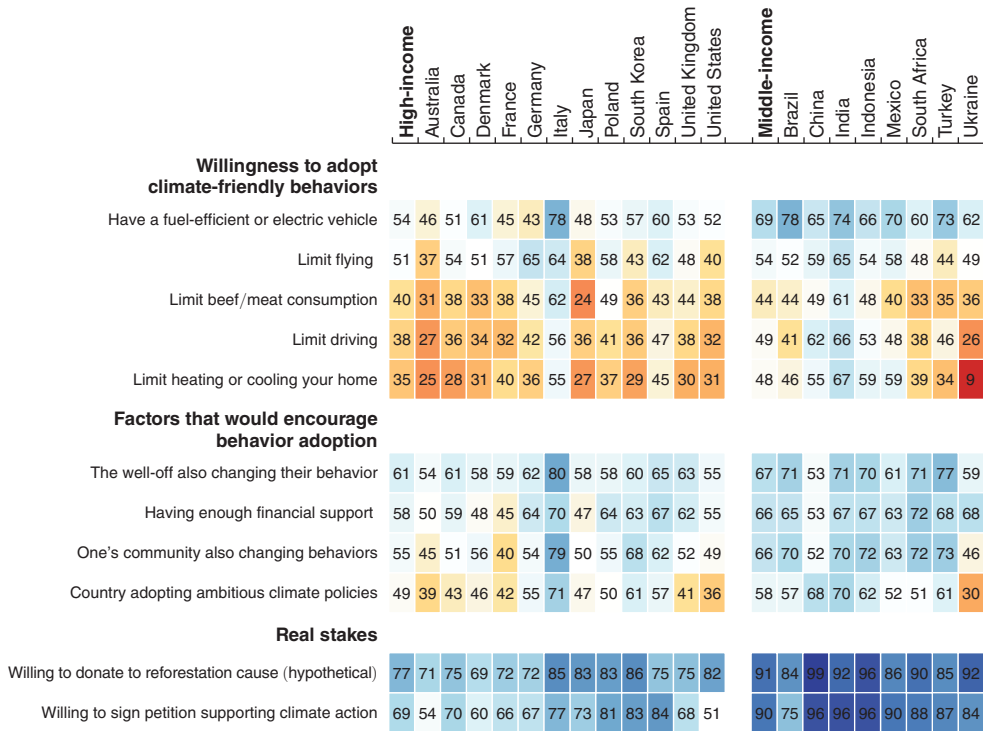 High-income Australia Canada Denmark France Germany Italy Japan Poland South Korea Spain United Kingdom United States Middle-income Brazil China India Indonesia Mexico South Africa Turkey Ukraine
Willingness to adopt
climate-friendly behaviors
Have a fuel-efficient or electric vehicle 54 46 51 61 45 43 78 48 53 57 60 53 52 69 78 65 74 66 70 60 73 62
Limit flying 51 37 54 51 57 65 64 38 58 43 62 48 40 54 52 59 65 54 58 48 44 49
Limit beef/meat consumption 40 31 38 33 38 45 62 24 49 36 43 44 38 44 44 49 61 48 40 33 35 36
Limit driving 38 27 36 34 32 42 56 36 41 36 47 38 32 49 41 62 66 53 48 38 46 26
Limit heating or cooling your home 35 25 28 31 40 36 55 27 37 29 45 30 31 48 46 55 67 59 59 39 34 9
Factors that would encourage
behavior adoption
The well-off also changing their behavior 61 54 61 58 59 62 80 58 58 60 65 63 55 67 71 53 71 70 61 71 77 59
Having enough financial support 58 50 59 48 45 64 70 47 64 63 67 62 55 66 65 53 67 67 63 72 68 68
One's community also changing behaviors 55 45 51 56 40 54 79 50 55 68 62 52 49 66 70 52 70 72 63 72 73 46
Country adopting ambitious climate policies 49 39 43 46 42 55 71 47 50 61 57 41 36 58 57 68 70 62 52 51 61 30
Real stakes
Willing to donate to reforestation cause (hypothetical) 77 71 75 69 72 72 85 83 83 86 75 75 82 91 84 99 92 96 86 90 85 92
Willing to sign petition supporting climate action 69 54 70 60 66 67 77 73 81 83 84 68 51 90 75 96 96 96 90 88 87 84